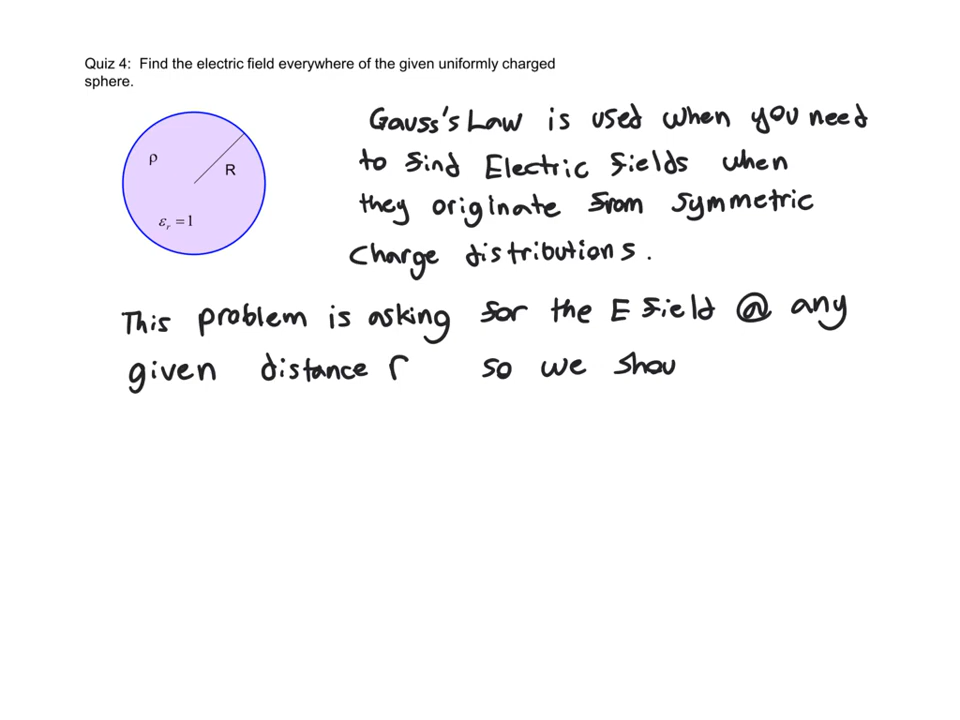 Quiz 4: Find the electric field everywhere of the given uniformly charged
sphere.
Gauss's Law is used when you need
ρ
R
to find Electric fields when
εᵣ = 1
they originate from symmetric
Charge distributions.
This problem is asking for the E field @ any
given distance r so we shou